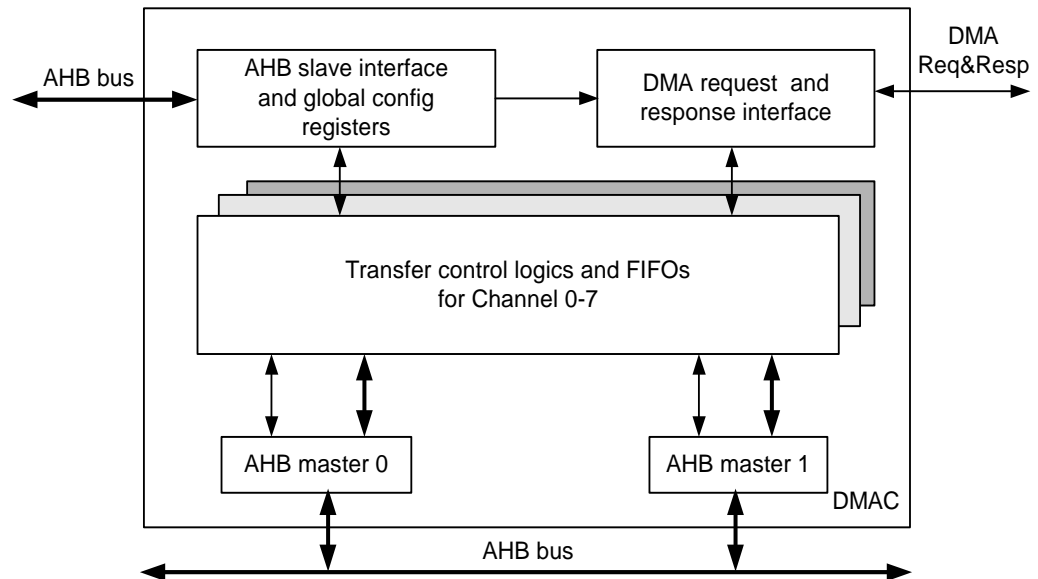 DMA
Req&Resp
AHB bus
AHB slave interface
and global config
registers
DMA request and
response interface
Transfer control logics and FIFOs
for Channel 0-7
AHB master 0
AHB master 1
DMAC
AHB bus